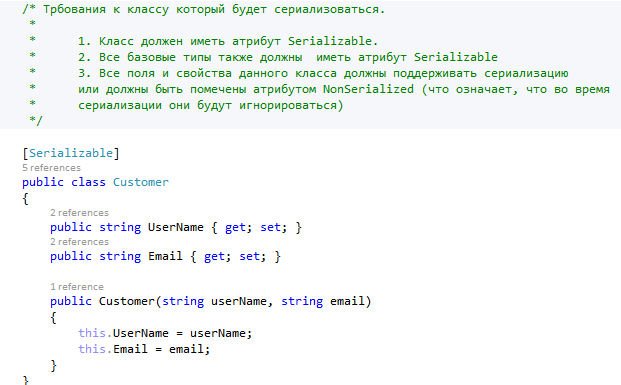 /* Трбования к классу который будет сериализоваться.
*
*      1. Класс должен иметь атрибут Serializable.
*      2. Все базовые типы также должны  иметь атрибут Serializable
*      3. Все поля и свойства данного класса должны поддерживать сериализацию
*      или должны быть помечены атрибутом NonSerialized (что означает, что во время
*      сериализации они будут игнорироваться)
*/
[Serializable]
5 references
public class Customer
{
2 references
public string UserName { get; set; }
2 references
public string Email { get; set; }
1 reference
public Customer(string userName, string email)
{
this.UserName = userName;
this.Email = email;
}
}